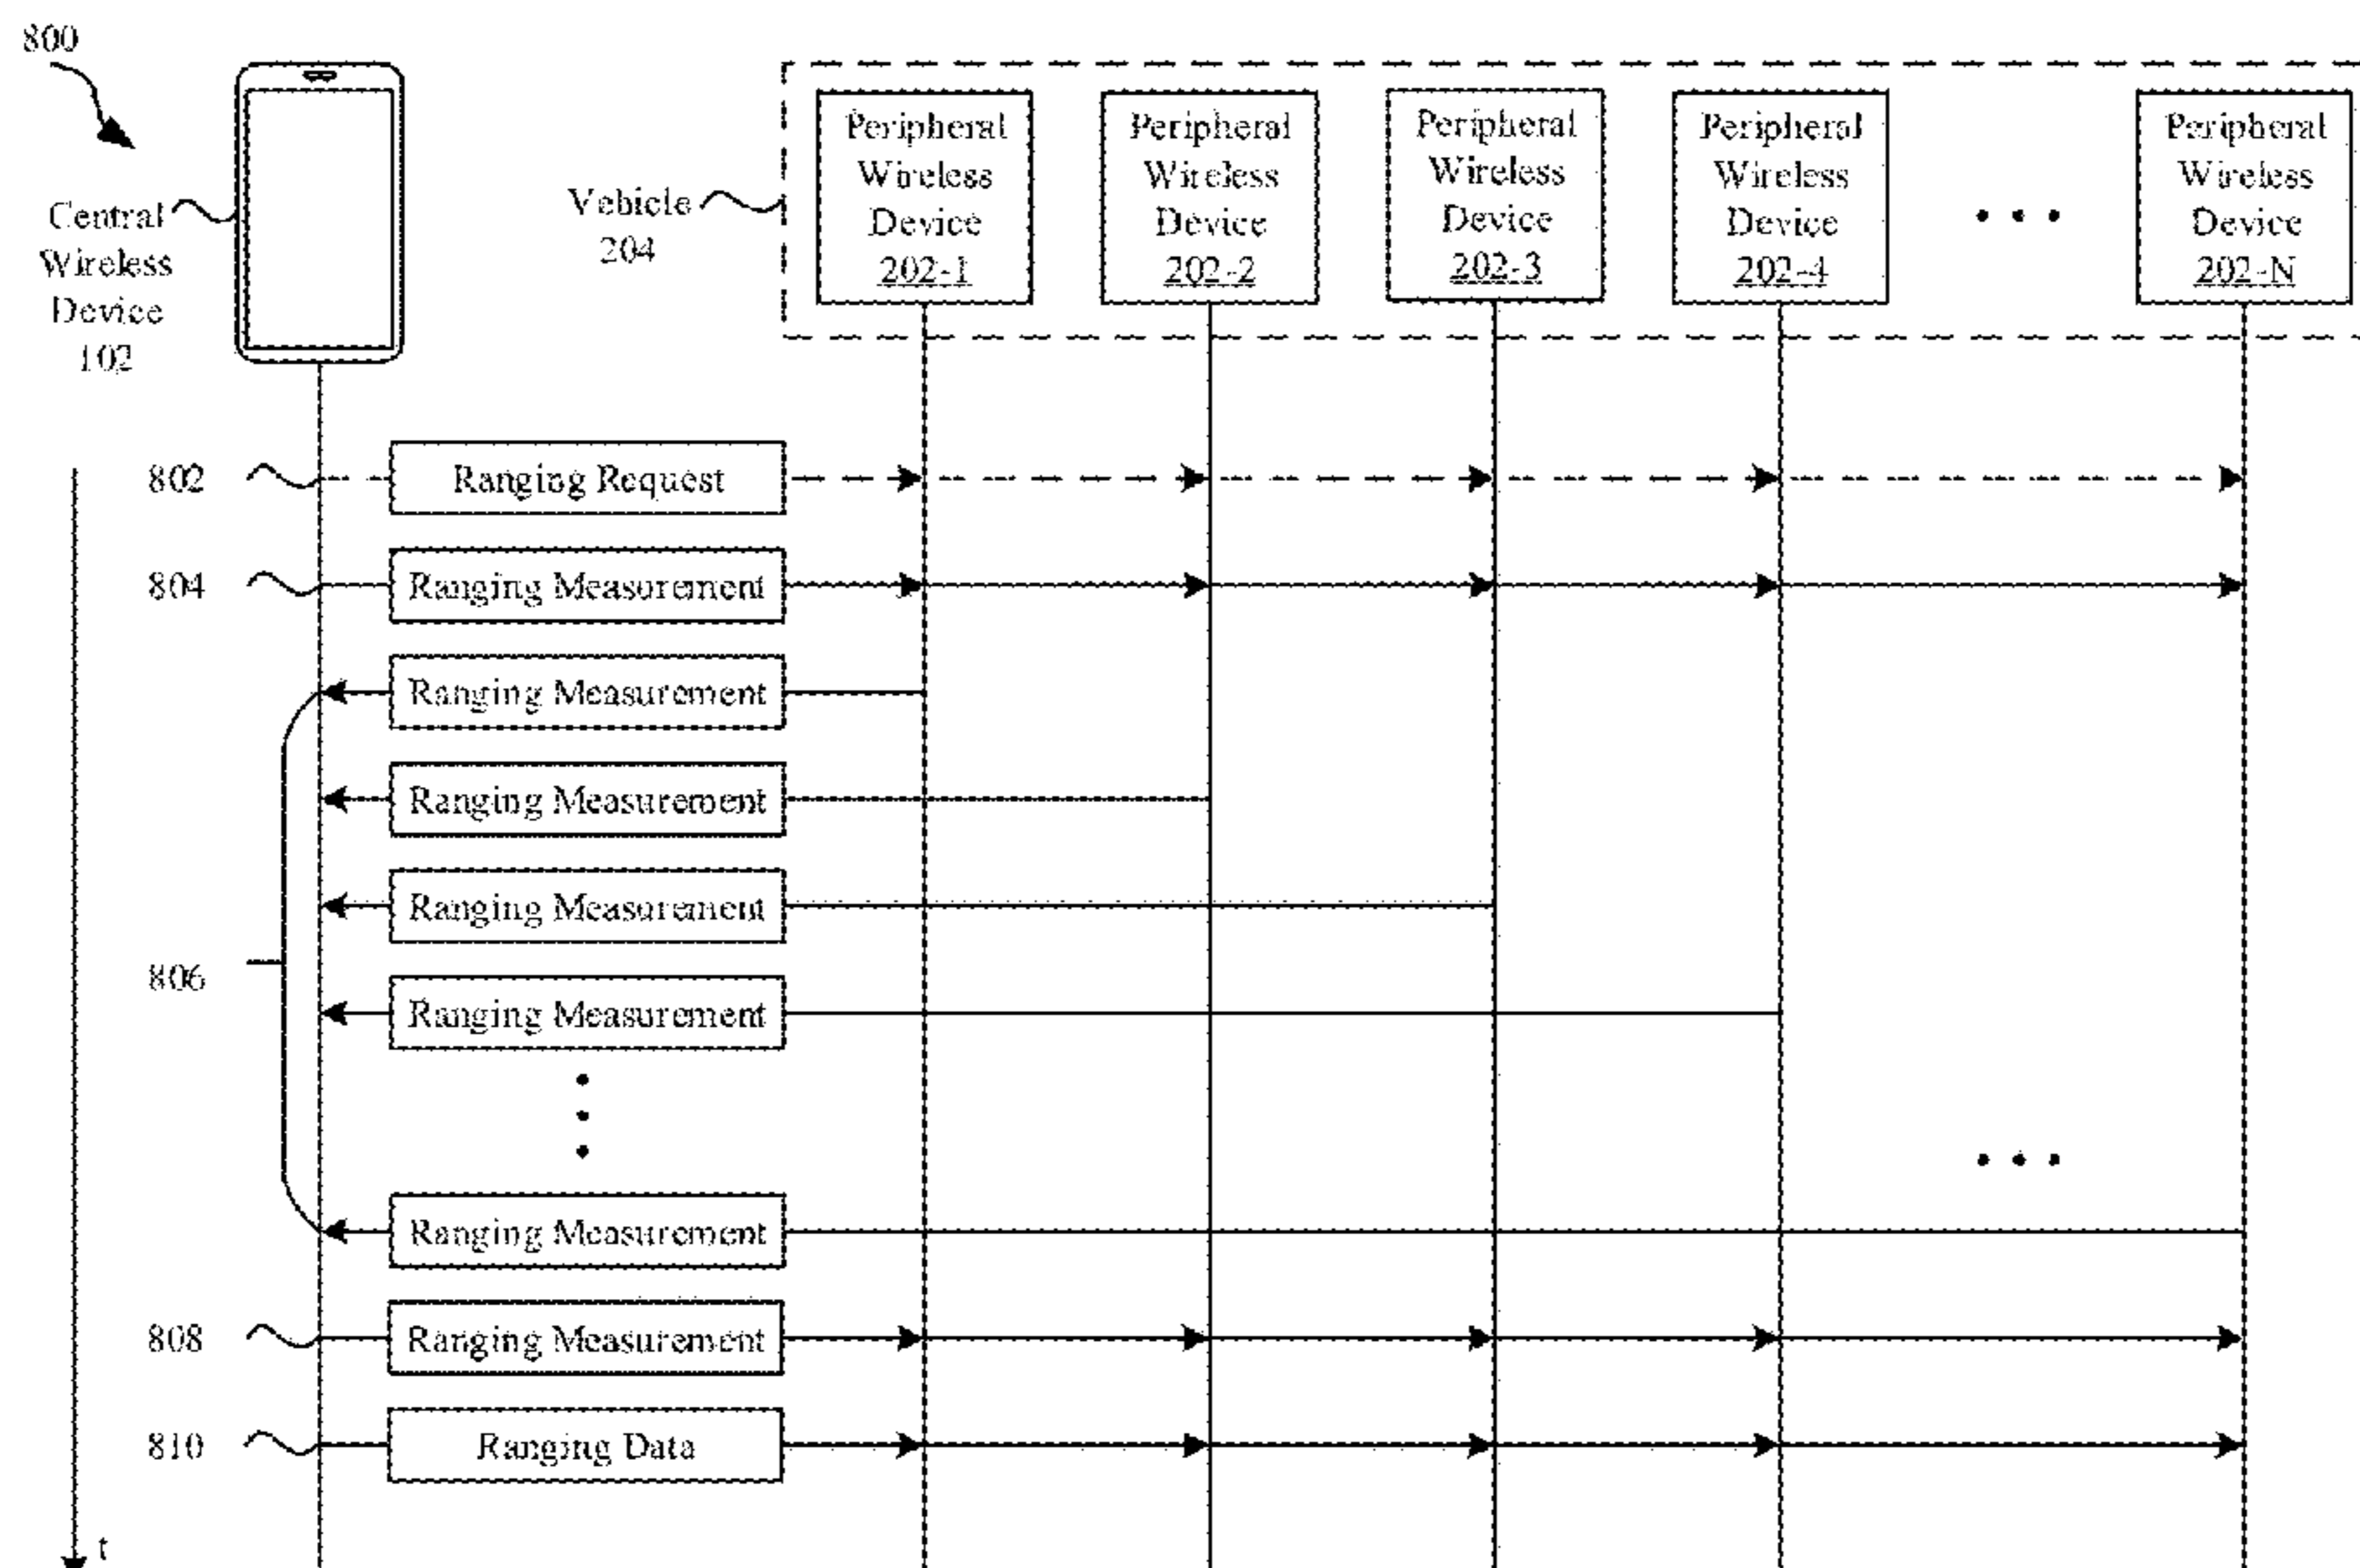 800
Central
Wireless
Device
102
Vehicle
204
Peripheral
Wireless
Device
202-1
Peripheral
Wireless
Device
202-2
Peripheral
Wireless
Device
202-3
Peripheral
Wireless
Device
202-4
• • •
Peripheral
Wireless
Device
202-N
802
Ranging Request
804
Ranging Measurement
Ranging Measurement
Ranging Measurement
Ranging Measurement
806
Ranging Measurement
• • •
Ranging Measurement
808
Ranging Measurement
810
Ranging Data
t